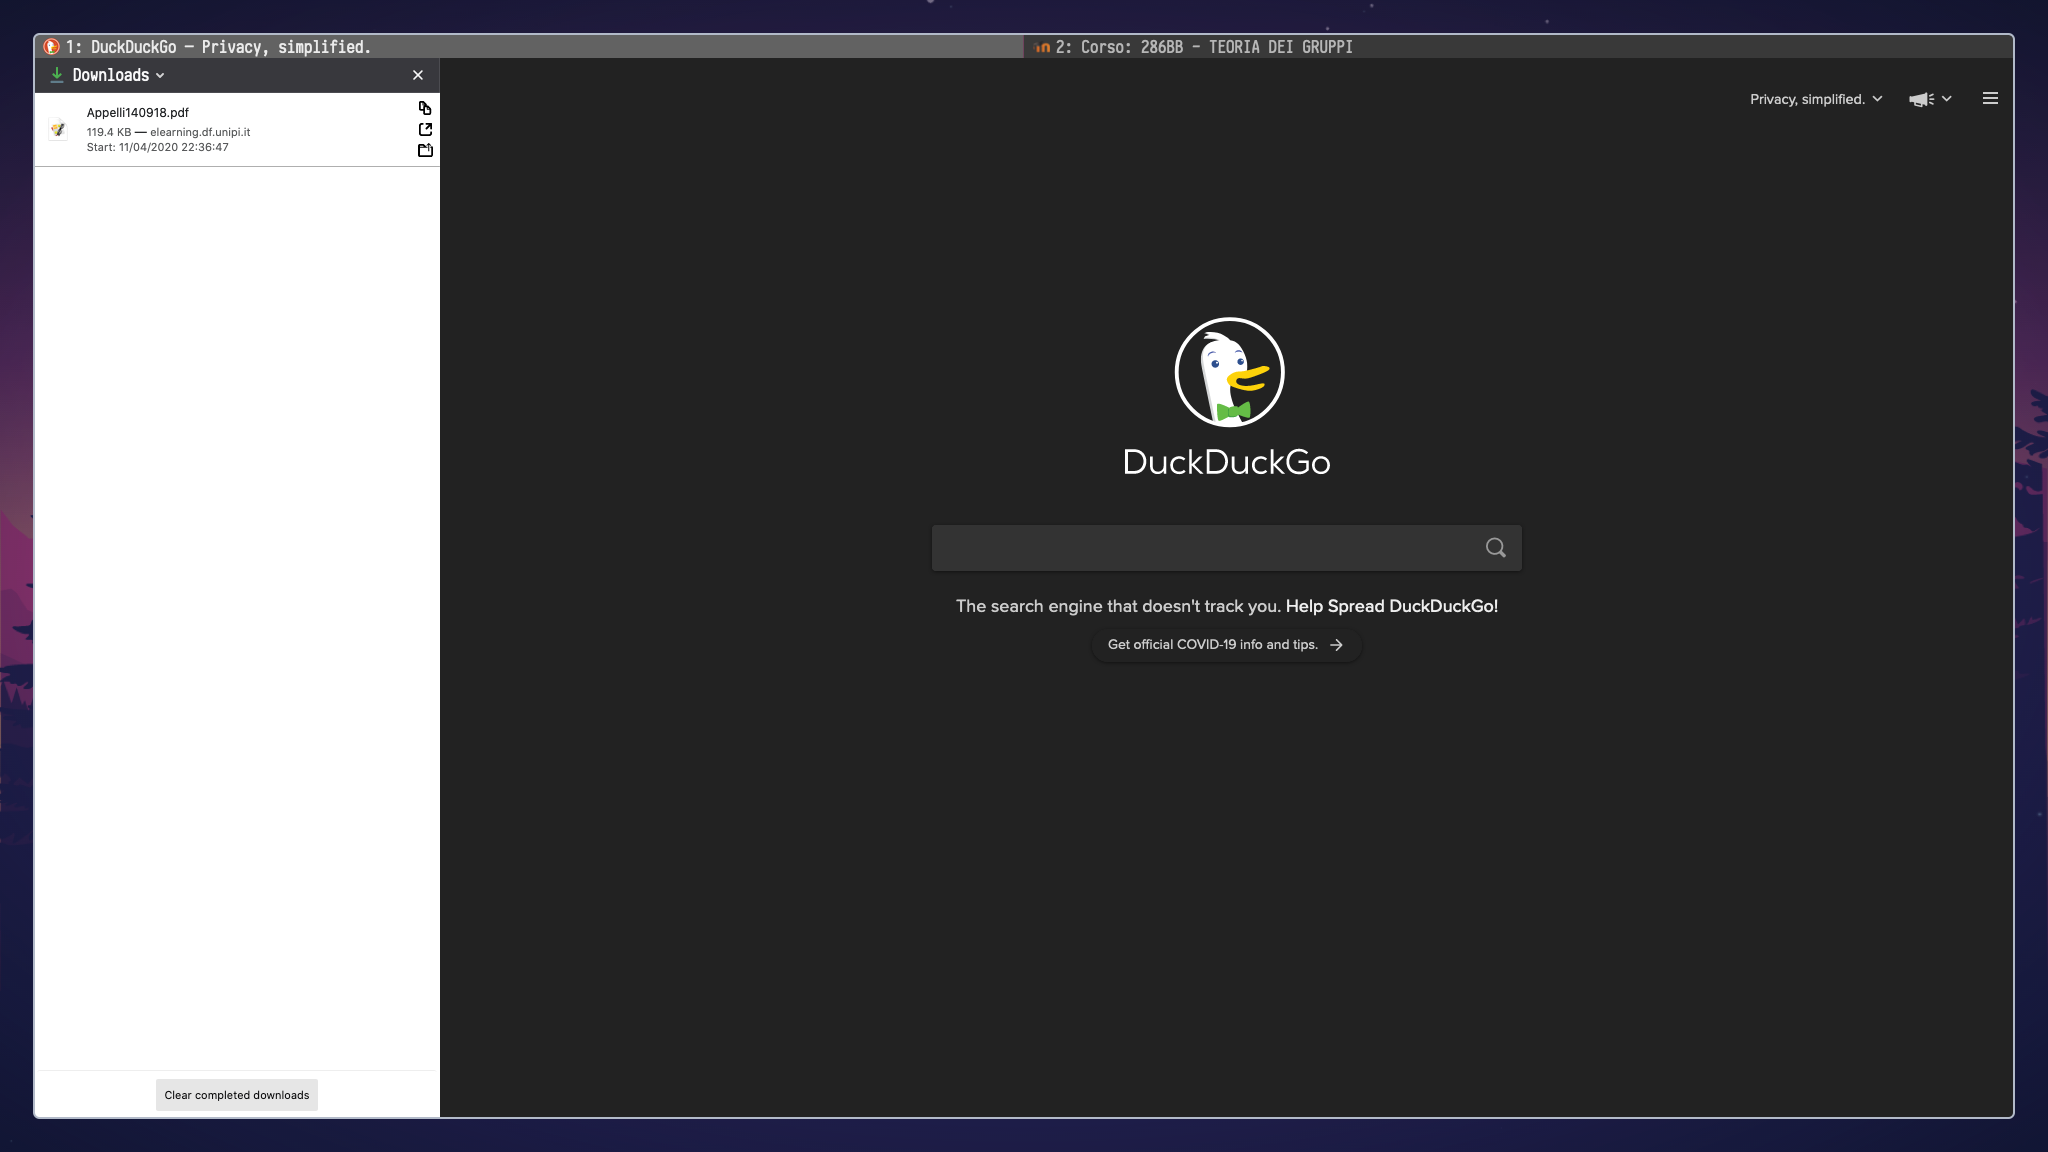 1: DuckDuckGo — Privacy, simplified.
2: Corso: 286BB - TEORIA DEI GRUPPI
Downloads
Appelli140918.pdf
119.4 KB — elearning.df.unipi.it
Start: 11/04/2020 22:36:47
Privacy, simplified.
DuckDuckGo
The search engine that doesn't track you. Help Spread DuckDuckGo!
Get official COVID-19 info and tips.
Clear completed downloads